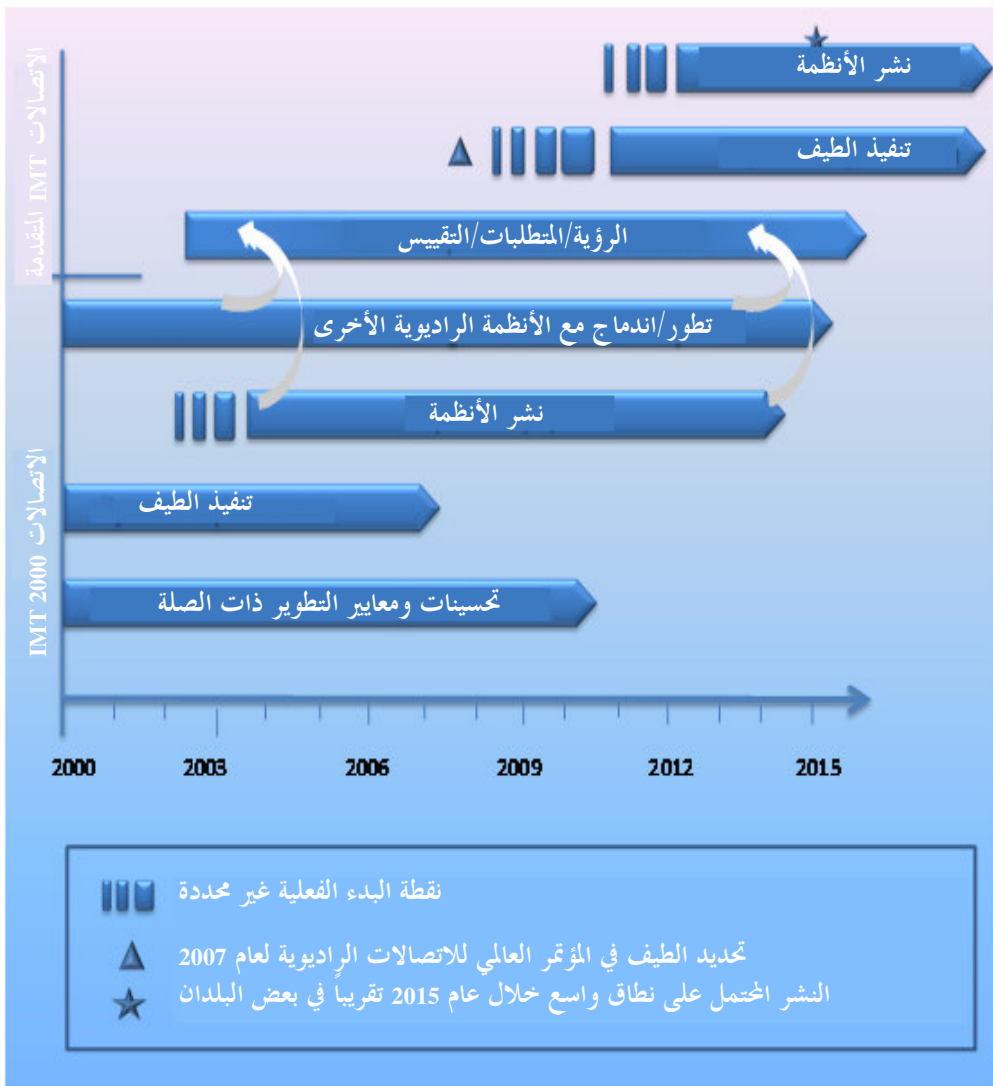 نشر الأنظمة
تنفيذ الطيف
الرؤية/المتطلبات/التقييس
الاتصالات IMT المتقدمة
تطور/اندماج مع الأنظمة الراديوية الأخرى
نشر الأنظمة
تنفيذ الطيف
تحسينات ومعايير التطوير ذات الصلة
الاتصالات IMT 2000
2000 2003 2006 2009 2012 2015
نقطة البدء الفعلية غير محددة
تحديد الطيف في المؤتمر العالمي للاتصالات الراديوية لعام 2007
النشر المحتمل على نطاق واسع خلال عام 2015 تقريباً في بعض البلدان